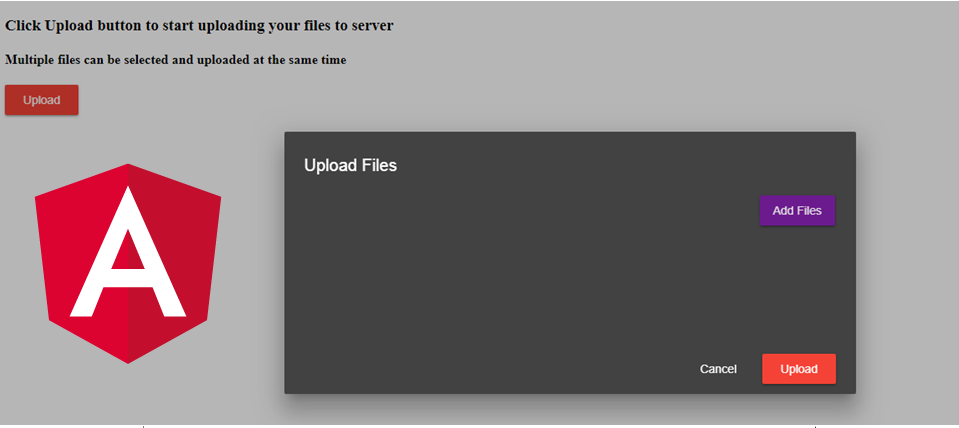 Click Upload button to start uploading your files to server
Multiple files can be selected and uploaded at the same time
Upload
A
Upload Files
Add Files
Cancel Upload